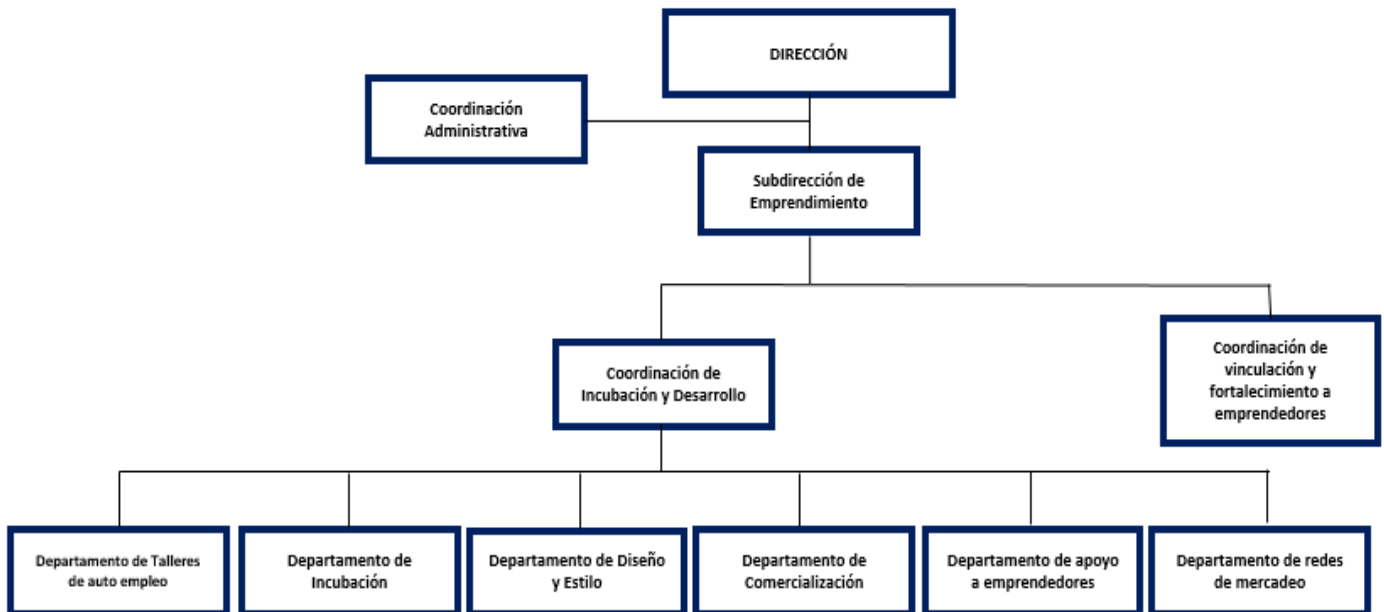 DIRECCIÓN
Coordinación
Administrativa
Subdirección de
Emprendimiento
Coordinación de
Incubación y Desarrollo
Coordinación de
vinculación y
fortalecimiento a
emprendedores
Departamento de Talleres
de auto empleo
Departamento de
Incubación
Departamento de Diseño
y Estilo
Departamento de
Comercialización
Departamento de apoyo
a emprendedores
Departamento de redes
de mercadeo